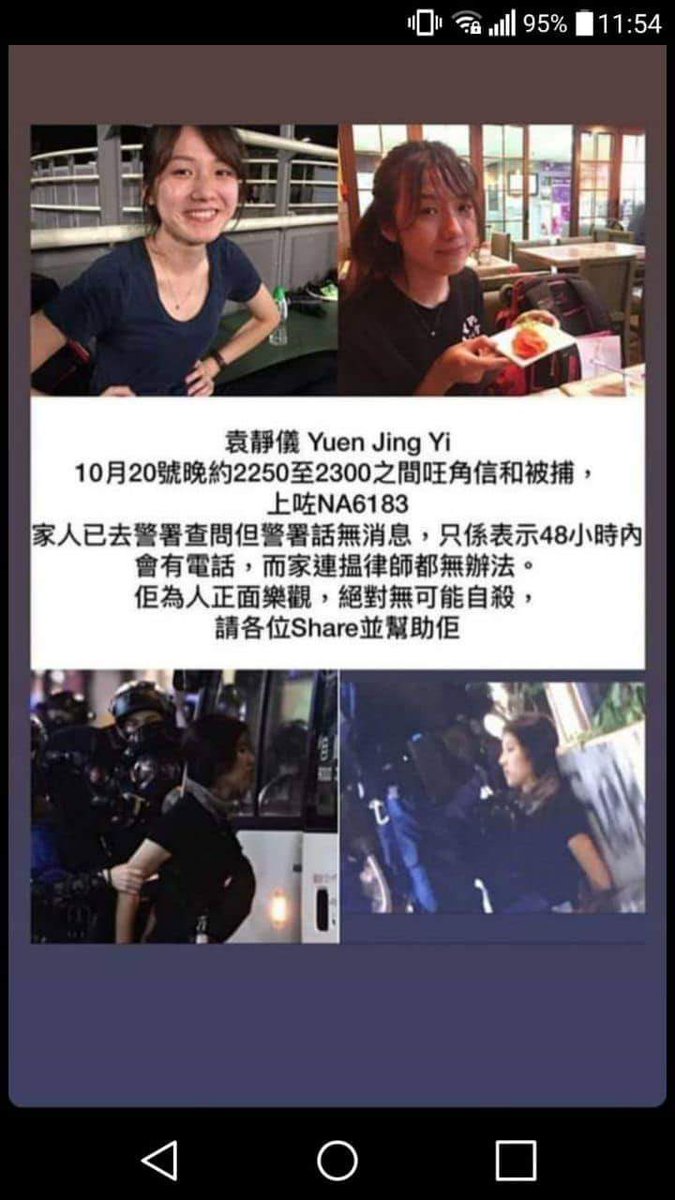 95% 11:54
袁靜儀 Yuen Jing Yi
10月20號晚約2250至2300之間旺角信和被捕，
上咗NA6183
家人已去警署查問但警署話無消息，只係表示48小時內
會有電話，而家連搵律師都無辦法。
佢為人正面樂觀，絕對無可能自殺，
請各位Share並幫助佢